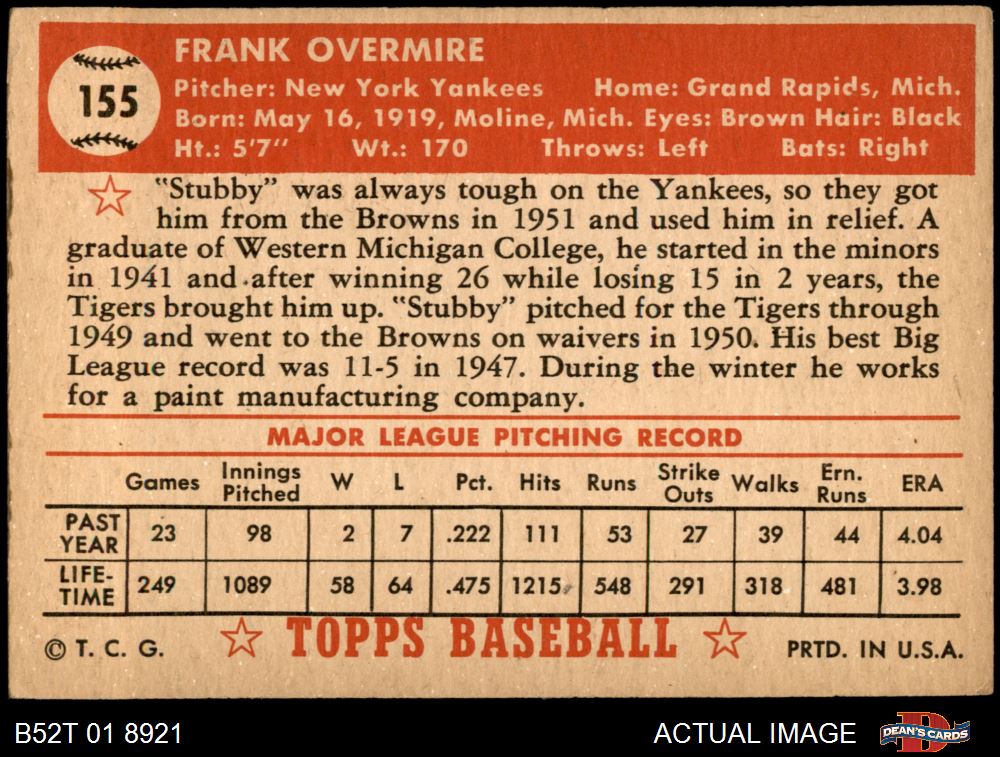 155
FRANK OVERMIRE
Pitcher: New York Yankees Home: Grand Rapids, Mich.
Born: May 16, 1919, Moline, Mich. Eyes: Brown Hair: Black
Ht.: 5'7" Wt.: 170 Throws: Left Bats: Right
"Stubby" was always tough on the Yankees, so they got
him from the Browns in 1951 and used him in relief. A
graduate of Western Michigan College, he started in the minors
in 1941 and after winning 26 while losing 15 in 2 years, the
Tigers brought him up. "Stubby" pitched for the Tigers through
1949 and went to the Browns on waivers in 1950. His best Big
League record was 11-5 in 1947. During the winter he works
for a paint manufacturing company.
MAJOR LEAGUE PITCHING RECORD
Games Innings Pitched W L Pct. Hits Runs Strike Outs Walks Ern. Runs ERA
PAST YEAR 23 98 2 7 .222 111 53 27 39 44 4.04
LIFE-TIME 249 1089 58 64 .475 1215 548 291 318 481 3.98
© T. C. G. TOPPS BASEBALL PRTD. IN U.S.A.
B52T 01 8921 ACTUAL IMAGE D DEAN'S CARDS